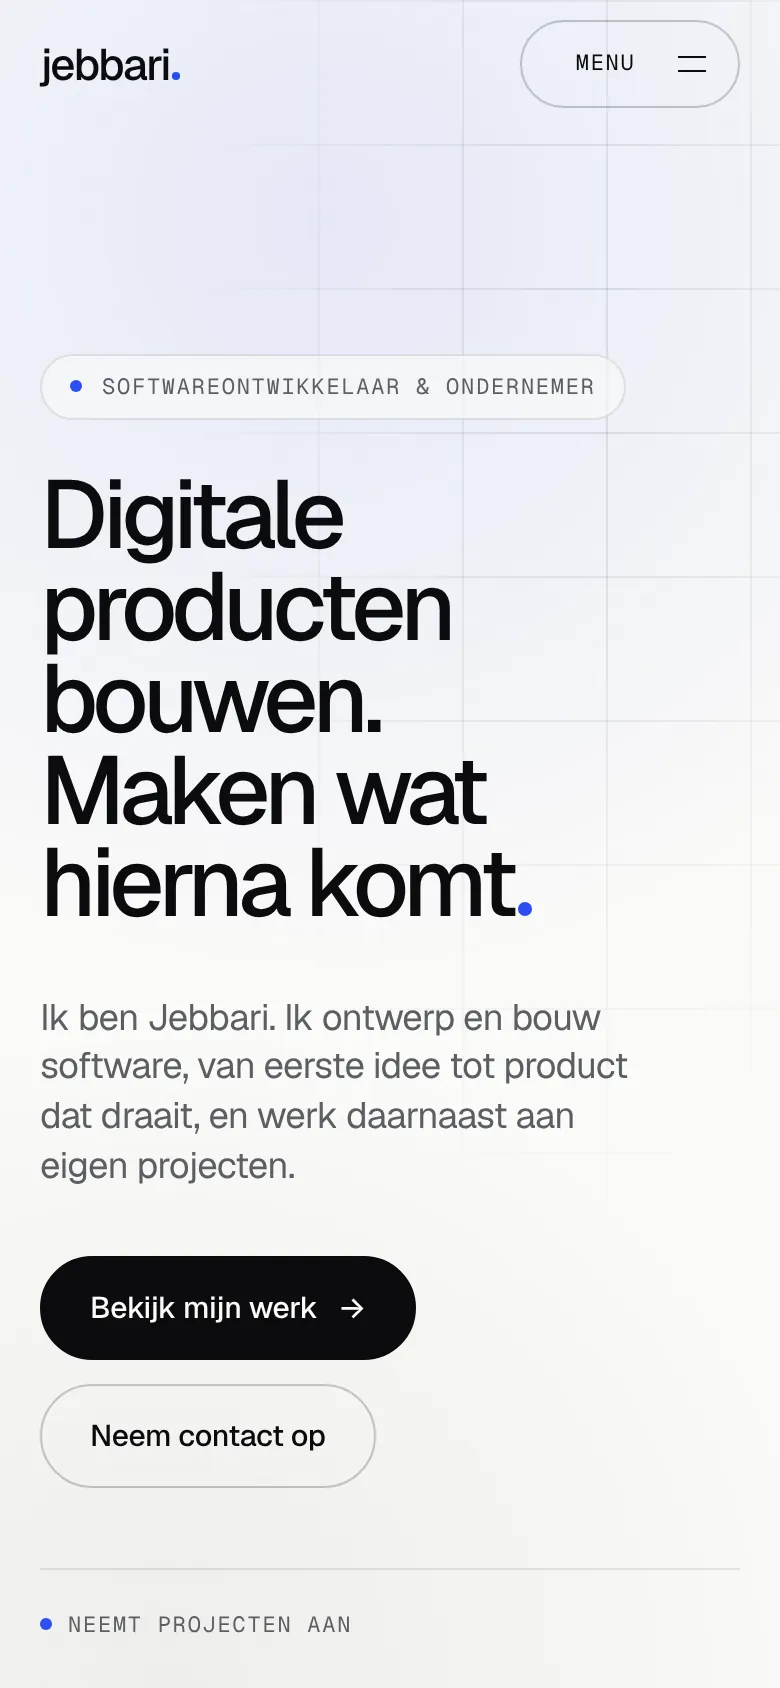 jebbari.
MENU
SOFTWAREONTWIKKELAAR & ONDERNEMER
Digitale
producten
bouwen.
Maken wat
hierna komt.
Ik ben Jebbari. Ik ontwerp en bouw
software, van eerste idee tot product
dat draait, en werk daarnaast aan
eigen projecten.
Bekijk mijn werk →
Neem contact op
NEEMT PROJECTEN AAN